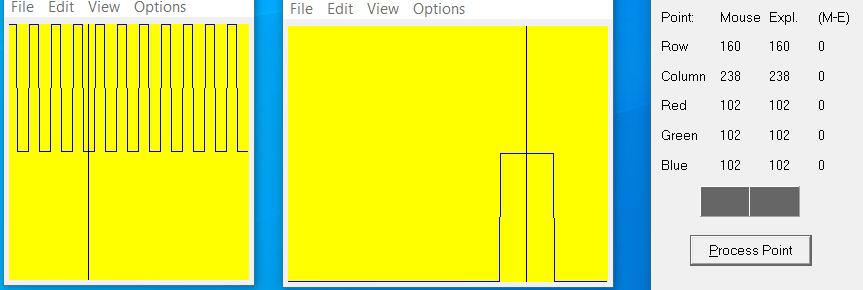 File Edit View Options
File Edit View Options
Point: Mouse Expl. (M-E)
Row 160 160 0
Column 238 238 0
Red 102 102 0
Green 102 102 0
Blue 102 102 0
Process Point